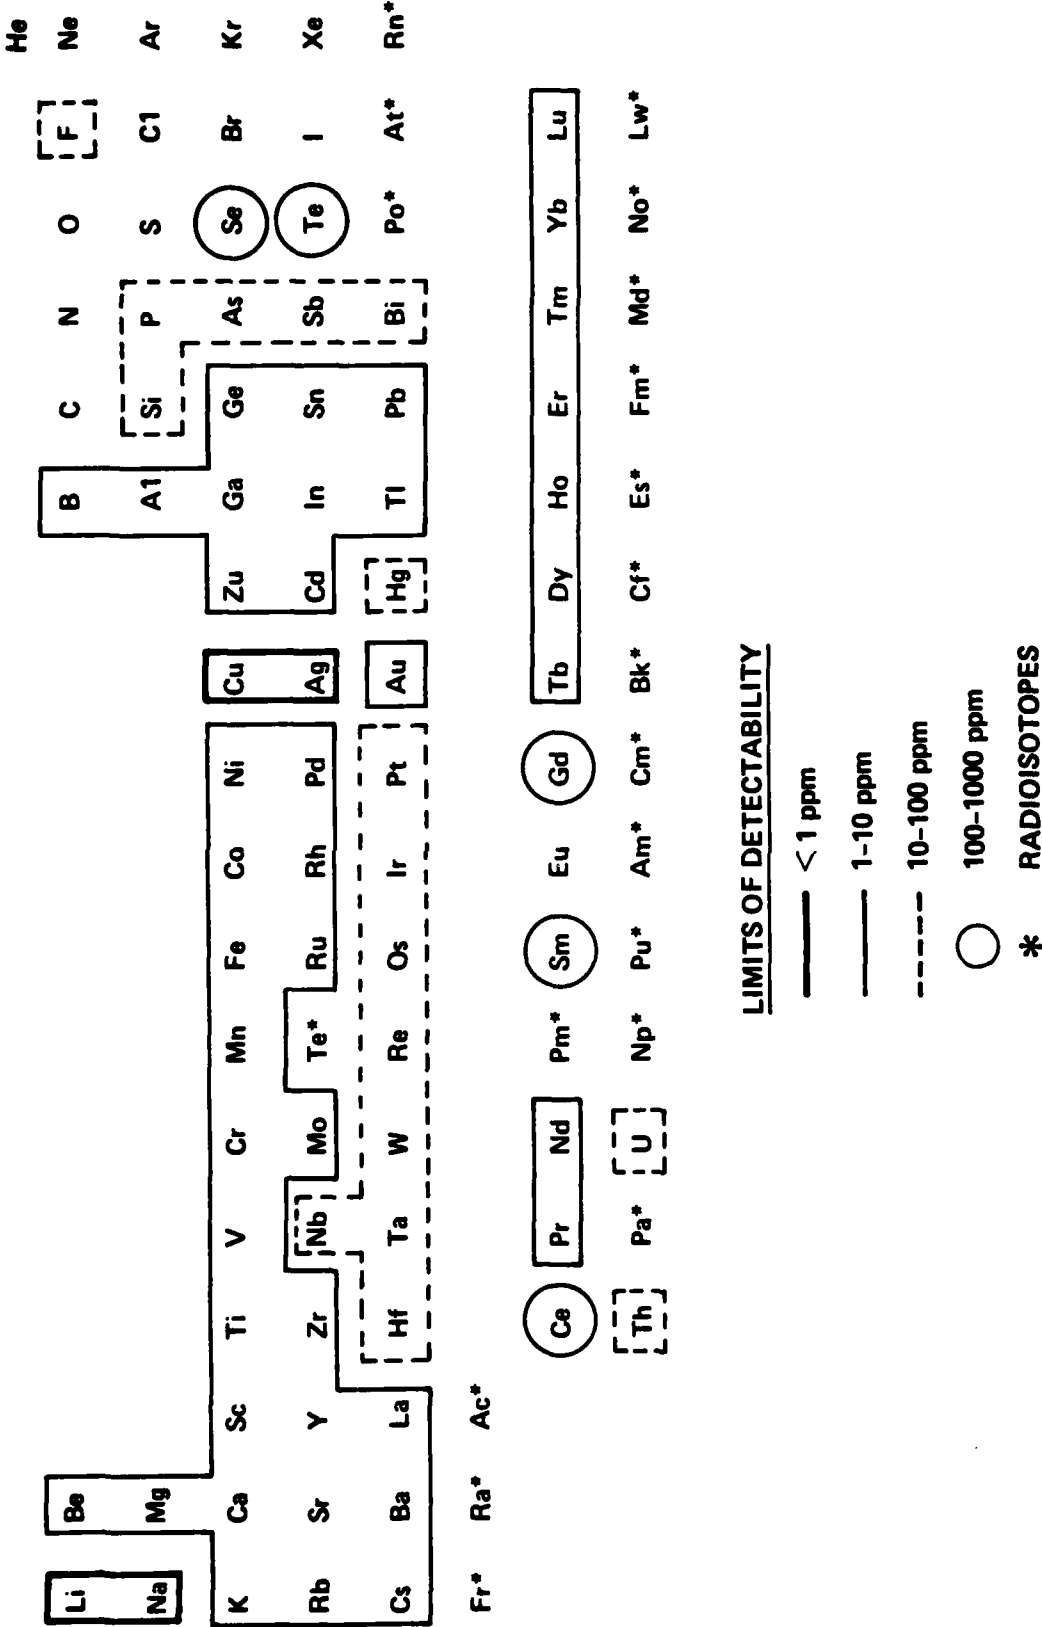 He
Li Be B C N O F Ne
Na Mg A1 Si P S C1 Ar
K Ca Sc Ti V Cr Mn Fe Co Ni Cu Zu Ga Ge As Se Br Kr
Rb Sr Y Zr Nb Mo Te* Ru Rh Pd Ag Cd In Sn Sb Te I Xe
Cs Ba La Hf Ta W Re Os Ir Pt Au Hg Tl Pb Bi Po* At* Rn*
Fr* Ra* Ac*
Ce Pr Nd Pm* Sm Eu Gd Tb Dy Ho Er Tm Yb Lu
Th Pa* U Np* Pu* Am* Cm* Bk* Cf* Es* Fm* Md* No* Lw*
LIMITS OF DETECTABILITY
< 1 ppm
1-10 ppm
10-100 ppm
100-1000 ppm
* RADIOISOTOPES